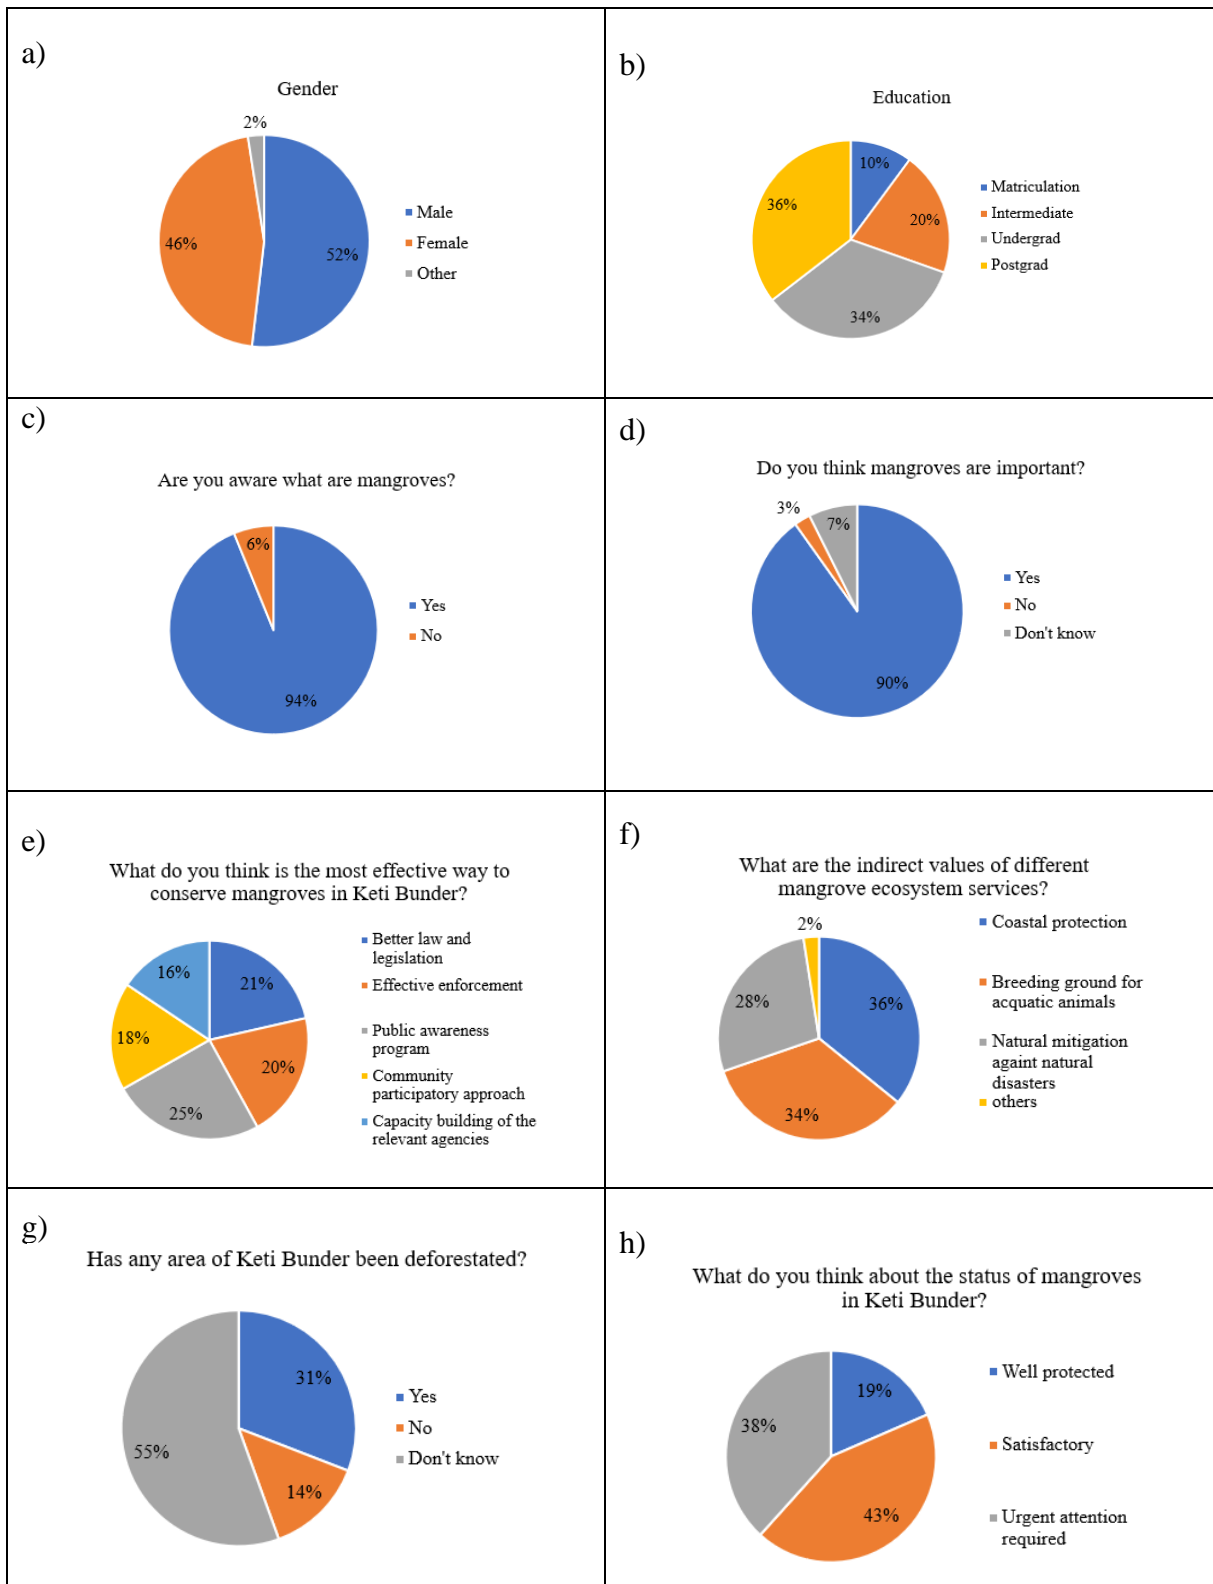 a)
Gender
2%
46%
52%
Male
Female
Other
b)
Education
10%
20%
34%
36%
Matriculation
Intermediate
Undergrad
Postgrad
c)
Are you aware what are mangroves?
6%
94%
Yes
No
d)
Do you think mangroves are important?
3%
7%
90%
Yes
No
Don't know
e)
What do you think is the most effective way to
conserve mangroves in Keti Bunder?
16%
21%
18%
20%
25%
Better law and
legislation
Effective enforcement
Public awareness
program
Community
participatory approach
Capacity building of the
relevant agencies
f)
What are the indirect values of different
mangrove ecosystem services?
2%
28%
36%
34%
Coastal protection
Breeding ground for
acquatic animals
Natural mitigation
againt natural
disasters
others
g)
Has any area of Keti Bunder been deforestated?
31%
55%
14%
Yes
No
Don't know
h)
What do you think about the status of mangroves
in Keti Bunder?
19%
38%
43%
Well protected
Satisfactory
Urgent attention
required